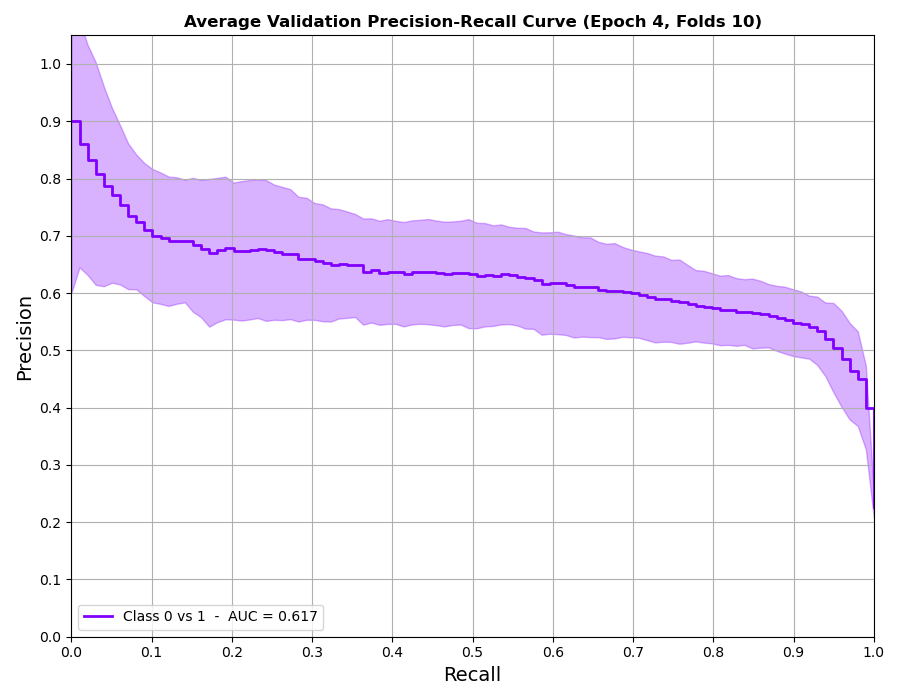 Average Validation Precision-Recall Curve (Epoch 4, Folds 10)
Precision
1.0
0.9
0.8
0.7
0.6
0.5
0.4
0.3
0.2
0.1
0.0
Class 0 vs 1 - AUC = 0.617
0.0 0.1 0.2 0.3 0.4 0.5 0.6 0.7 0.8 0.9 1.0
Recall